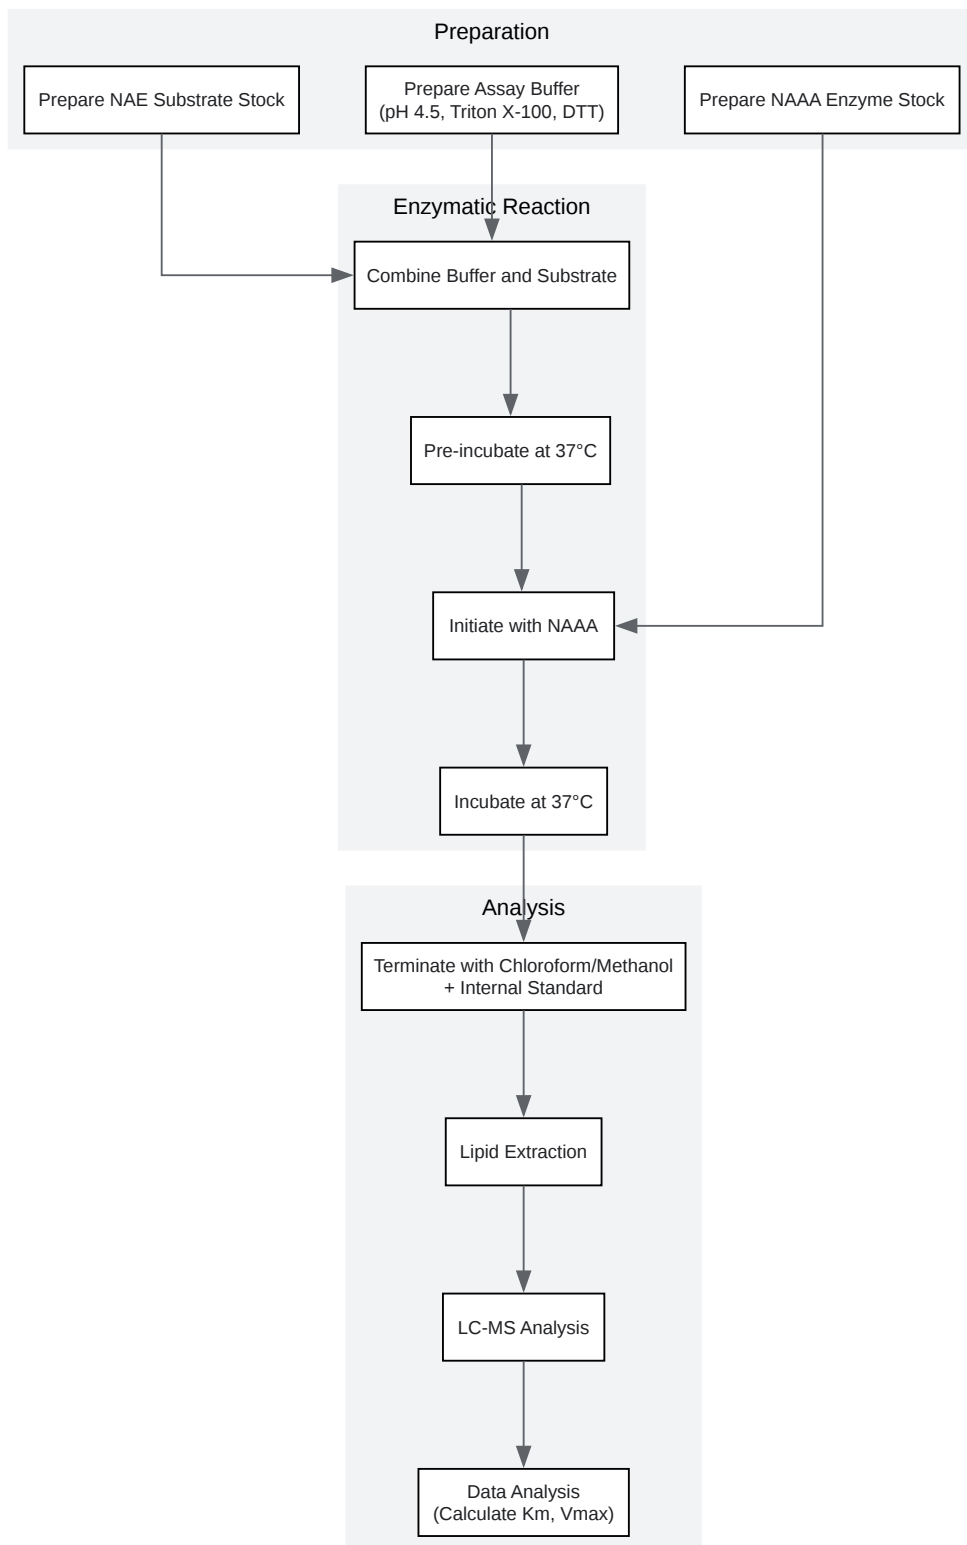 Preparation
Prepare NAE Substrate Stock
Prepare Assay Buffer
(pH 4.5, Triton X-100, DTT)
Prepare NAAA Enzyme Stock
Enzymatic Reaction
Combine Buffer and Substrate
Pre-incubate at 37°C
Initiate with NAAA
Incubate at 37°C
Analysis
Terminate with Chloroform/Methanol
+ Internal Standard
Lipid Extraction
LC-MS Analysis
Data Analysis
(Calculate Km, Vmax)